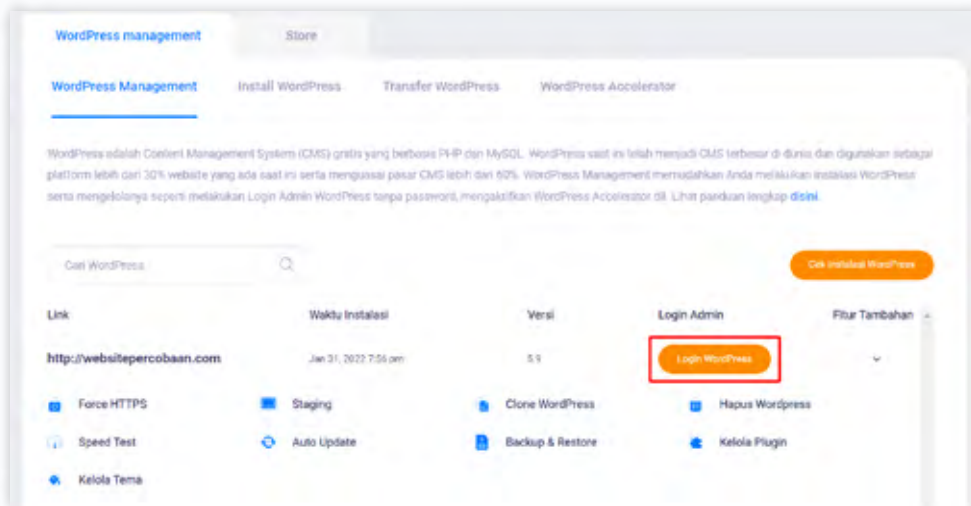 WordPress management Store
WordPress Management Install WordPress Transfer WordPress WordPress Accelerator
WordPress adalah Content Management System (CMS) gratis yang berbasis PHP dan MySQL. WordPress saat ini telah menjadi CMS terbesar di dunia dan digunakan sebagai
platform lebih dari 30% website yang ada saat ini serta menguasai pasar CMS lebih dari 60%. WordPress Management memudahkan Anda melakukan instalasi WordPress
serta mengelolanya seperti melakukan Login Admin WordPress tanpa password, mengaktifkan WordPress Accelerator dll. Lihat panduan lengkap disini.
Cari WordPress
Cek Instalasi WordPress
Link Waktu Instalasi Versi Login Admin Fitur Tambahan
http://websitepercobaan.com Jan 31, 2022 7:56 pm 5.9 Login WordPress
Force HTTPS Staging Clone WordPress Hapus Wordpress
Speed Test Auto Update Backup & Restore Kelola Plugin
Kelola Tema